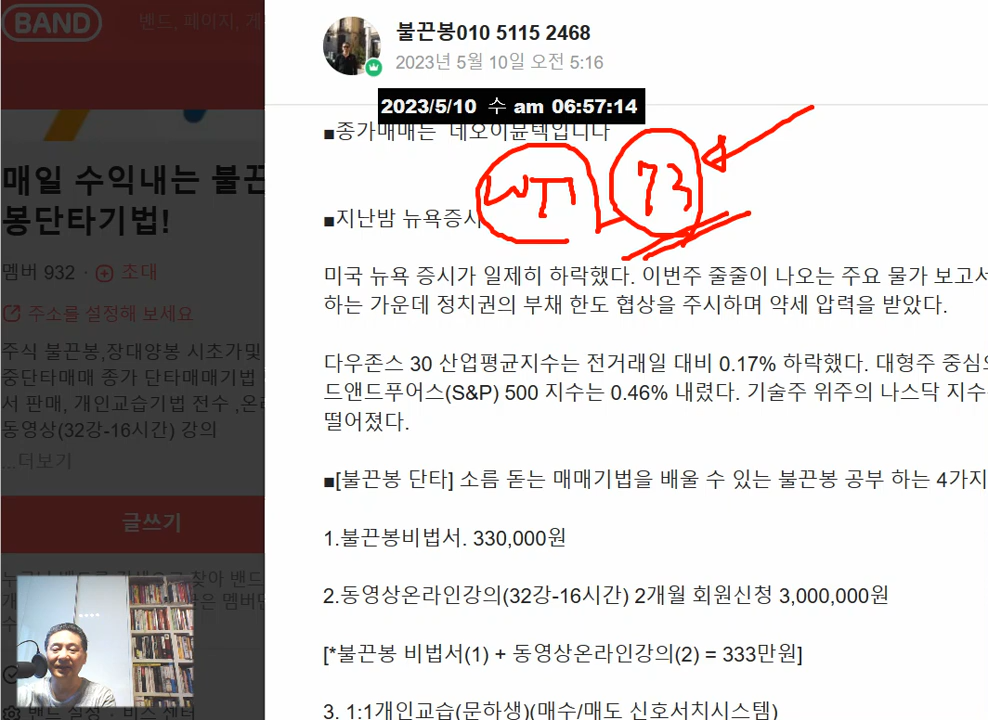 BAND
밴드, 페이지, 게
매일 수익내는 불끈
봉단타기법!
멤버 932 · 초대
주소를 설정해 보세요
주식 불끈봉,장대양봉 시초가및
중단타매매 종가 단타매매기법
서 판매, 개인교습기법 전수 ,온
동영상(32강-16시간) 강의
...더보기
글쓰기
찾아 밴드
밴드 설정 · 비즈 센터
불끈봉010 5115 2468
2023년 5월 10일 오전 5:16
2023/5/10 수 am 06:57:14
■종가매매는 네오이뮨텍입니다
WTI 73
■지난밤 뉴욕증시
미국 뉴욕 증시가 일제히 하락했다. 이번주 줄줄이 나오는 주요 물가 보고서
하는 가운데 정치권의 부채 한도 협상을 주시하며 약세 압력을 받았다.
다우존스 30 산업평균지수는 전거래일 대비 0.17% 하락했다. 대형주 중심으
드앤드푸어스(S&P) 500 지수는 0.46% 내렸다. 기술주 위주의 나스닥 지수
떨어졌다.
■[불끈봉 단타] 소름 돋는 매매기법을 배울 수 있는 불끈봉 공부 하는 4가지
1.불끈봉비법서. 330,000원
2.동영상온라인강의(32강-16시간) 2개월 회원신청 3,000,000원
[*불끈봉 비법서(1) + 동영상온라인강의(2) = 333만원]
3. 1:1개인교습(문하생)(매수/매도 신호서치시스템)